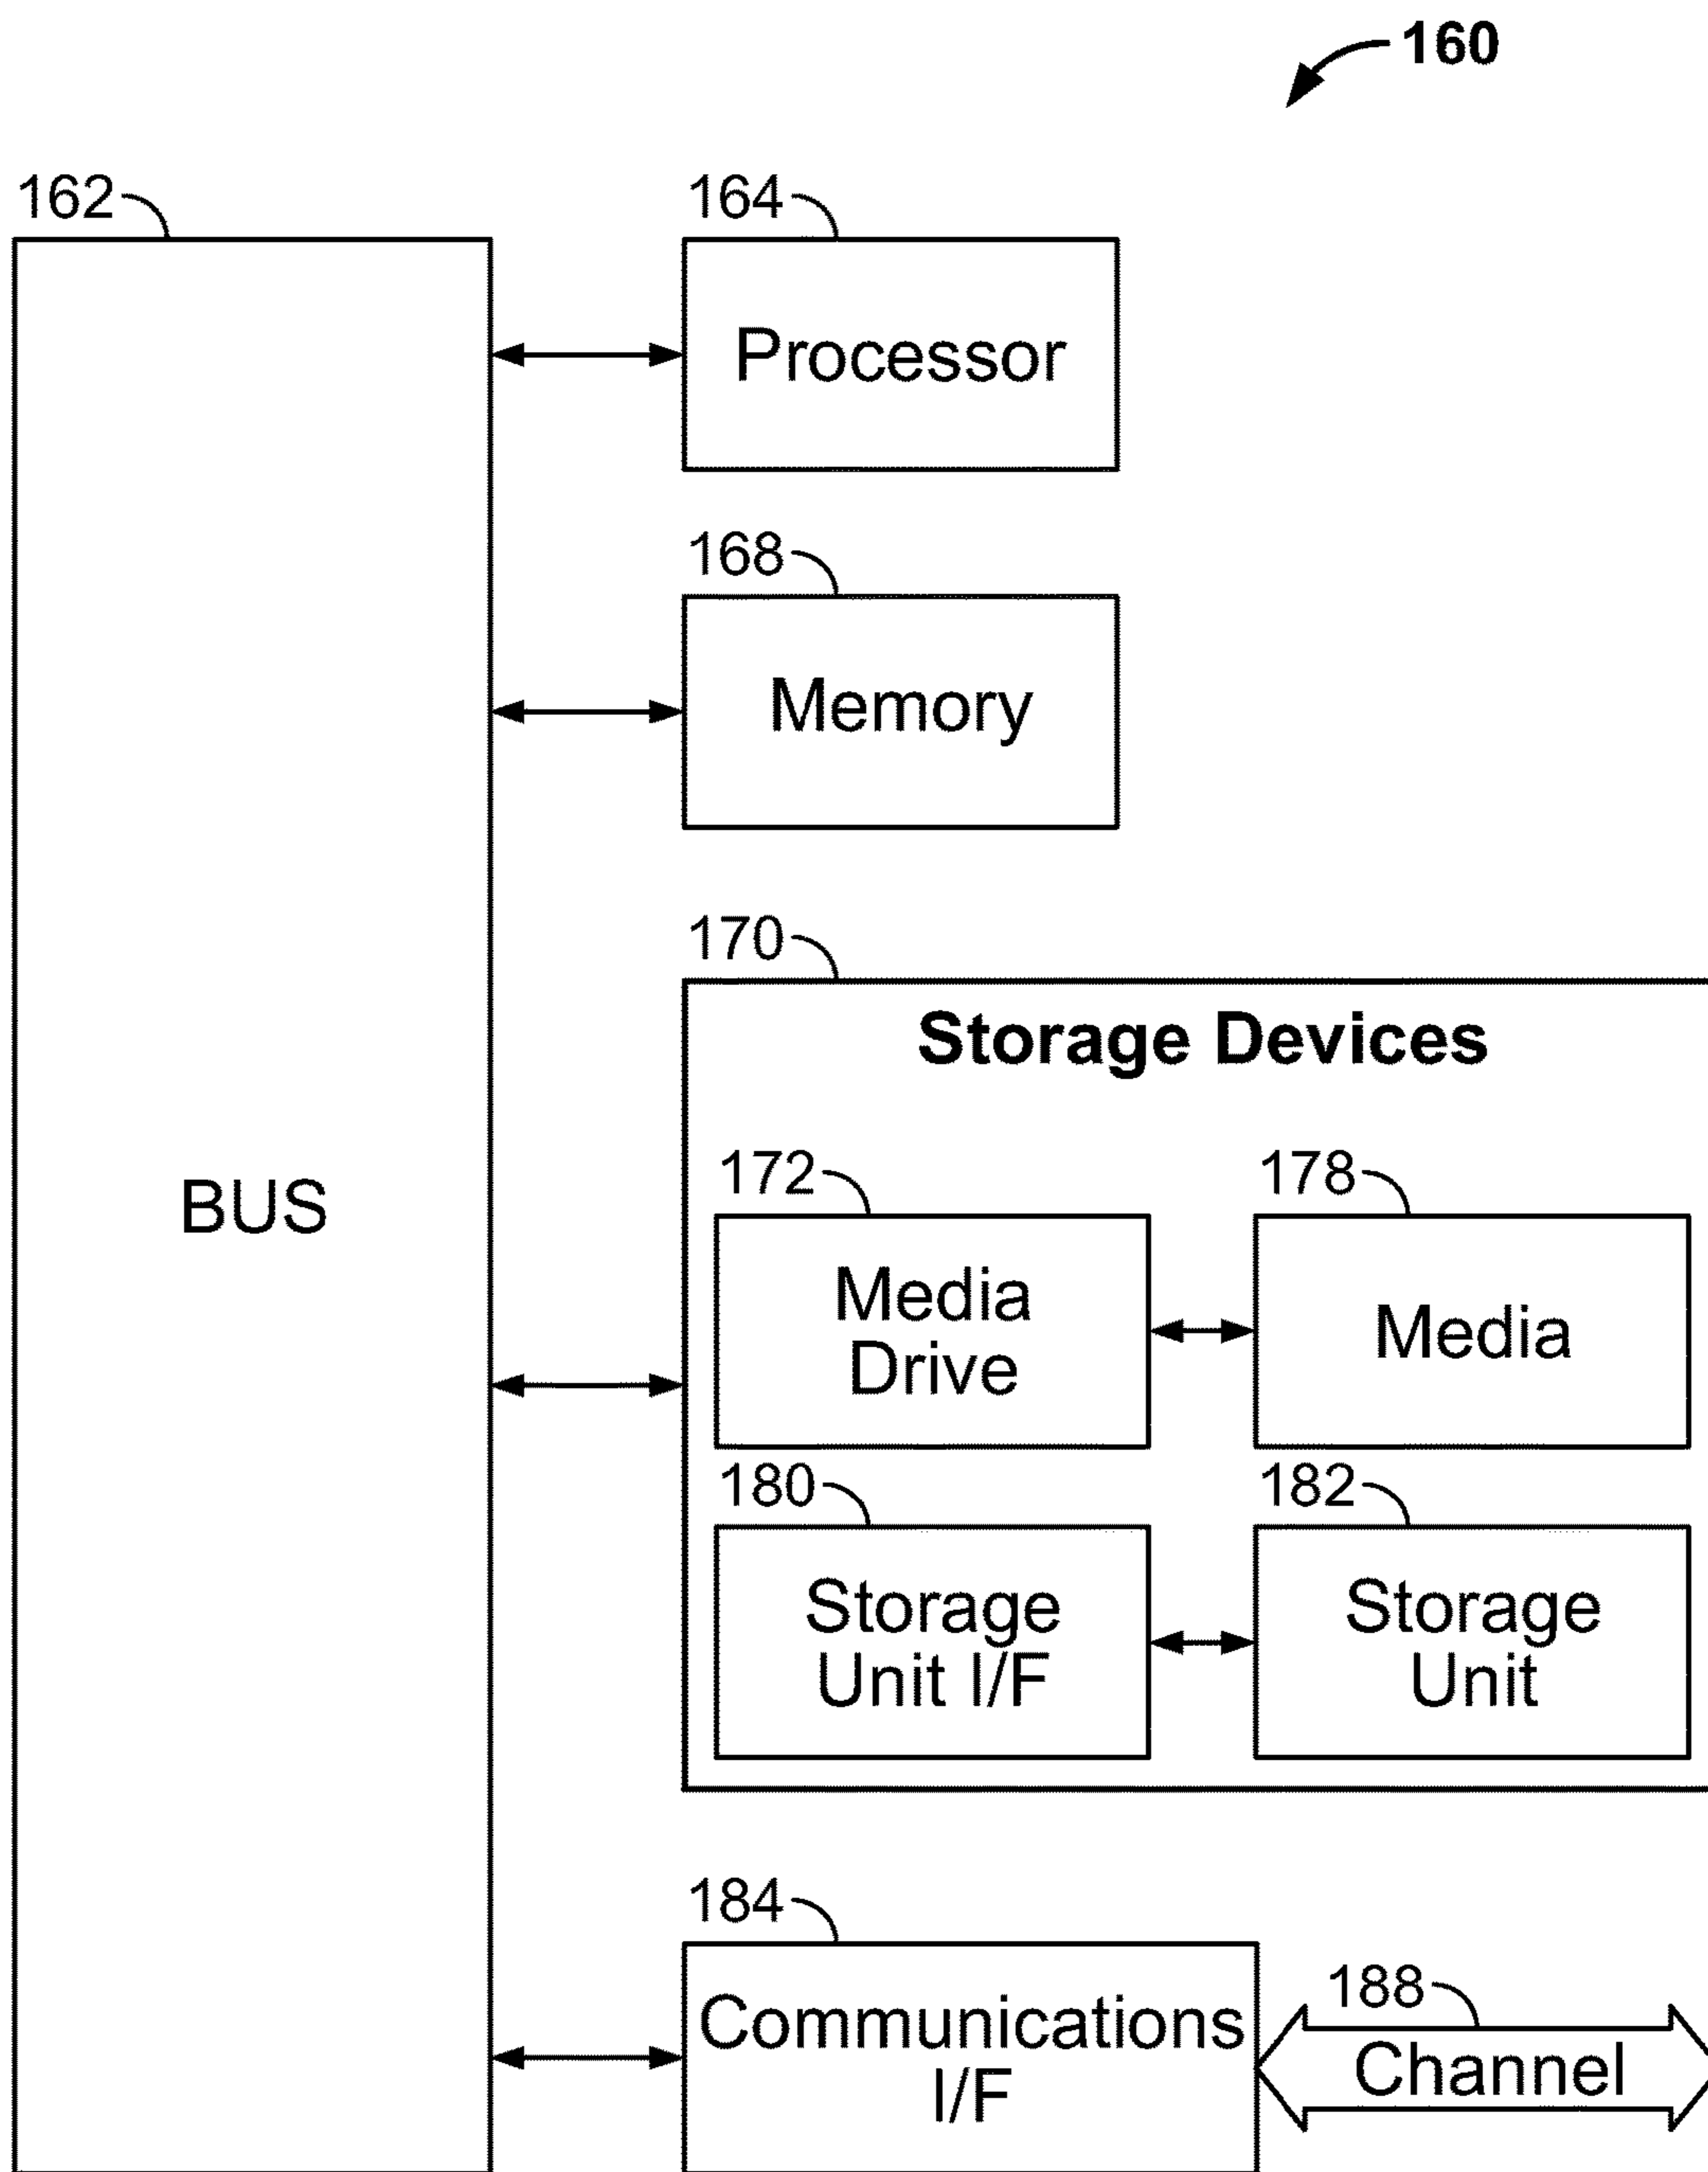 160
162
164
Processor
168
Memory
170
Storage Devices
BUS
172
178
Media
Drive
Media
180
182
Storage
Unit I/F
Storage
Unit
184
Communications
I/F
188
Channel